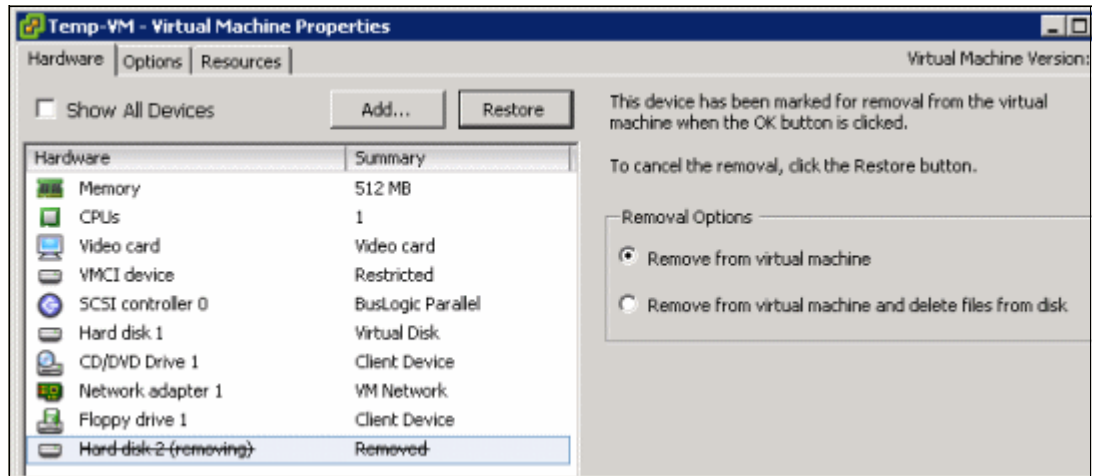 Temp-VM - Virtual Machine Properties
Hardware Options Resources Virtual Machine Version:
Show All Devices Add... Restore
This device has been marked for removal from the virtual
machine when the OK button is clicked.
To cancel the removal, click the Restore button.
Hardware Summary
Memory 512 MB
CPUs 1
Video card Video card
VMCI device Restricted
SCSI controller 0 BusLogic Parallel
Hard disk 1 Virtual Disk
CD/DVD Drive 1 Client Device
Network adapter 1 VM Network
Floppy drive 1 Client Device
Hard disk 2 (removing) Removed
Removal Options
Remove from virtual machine
Remove from virtual machine and delete files from disk